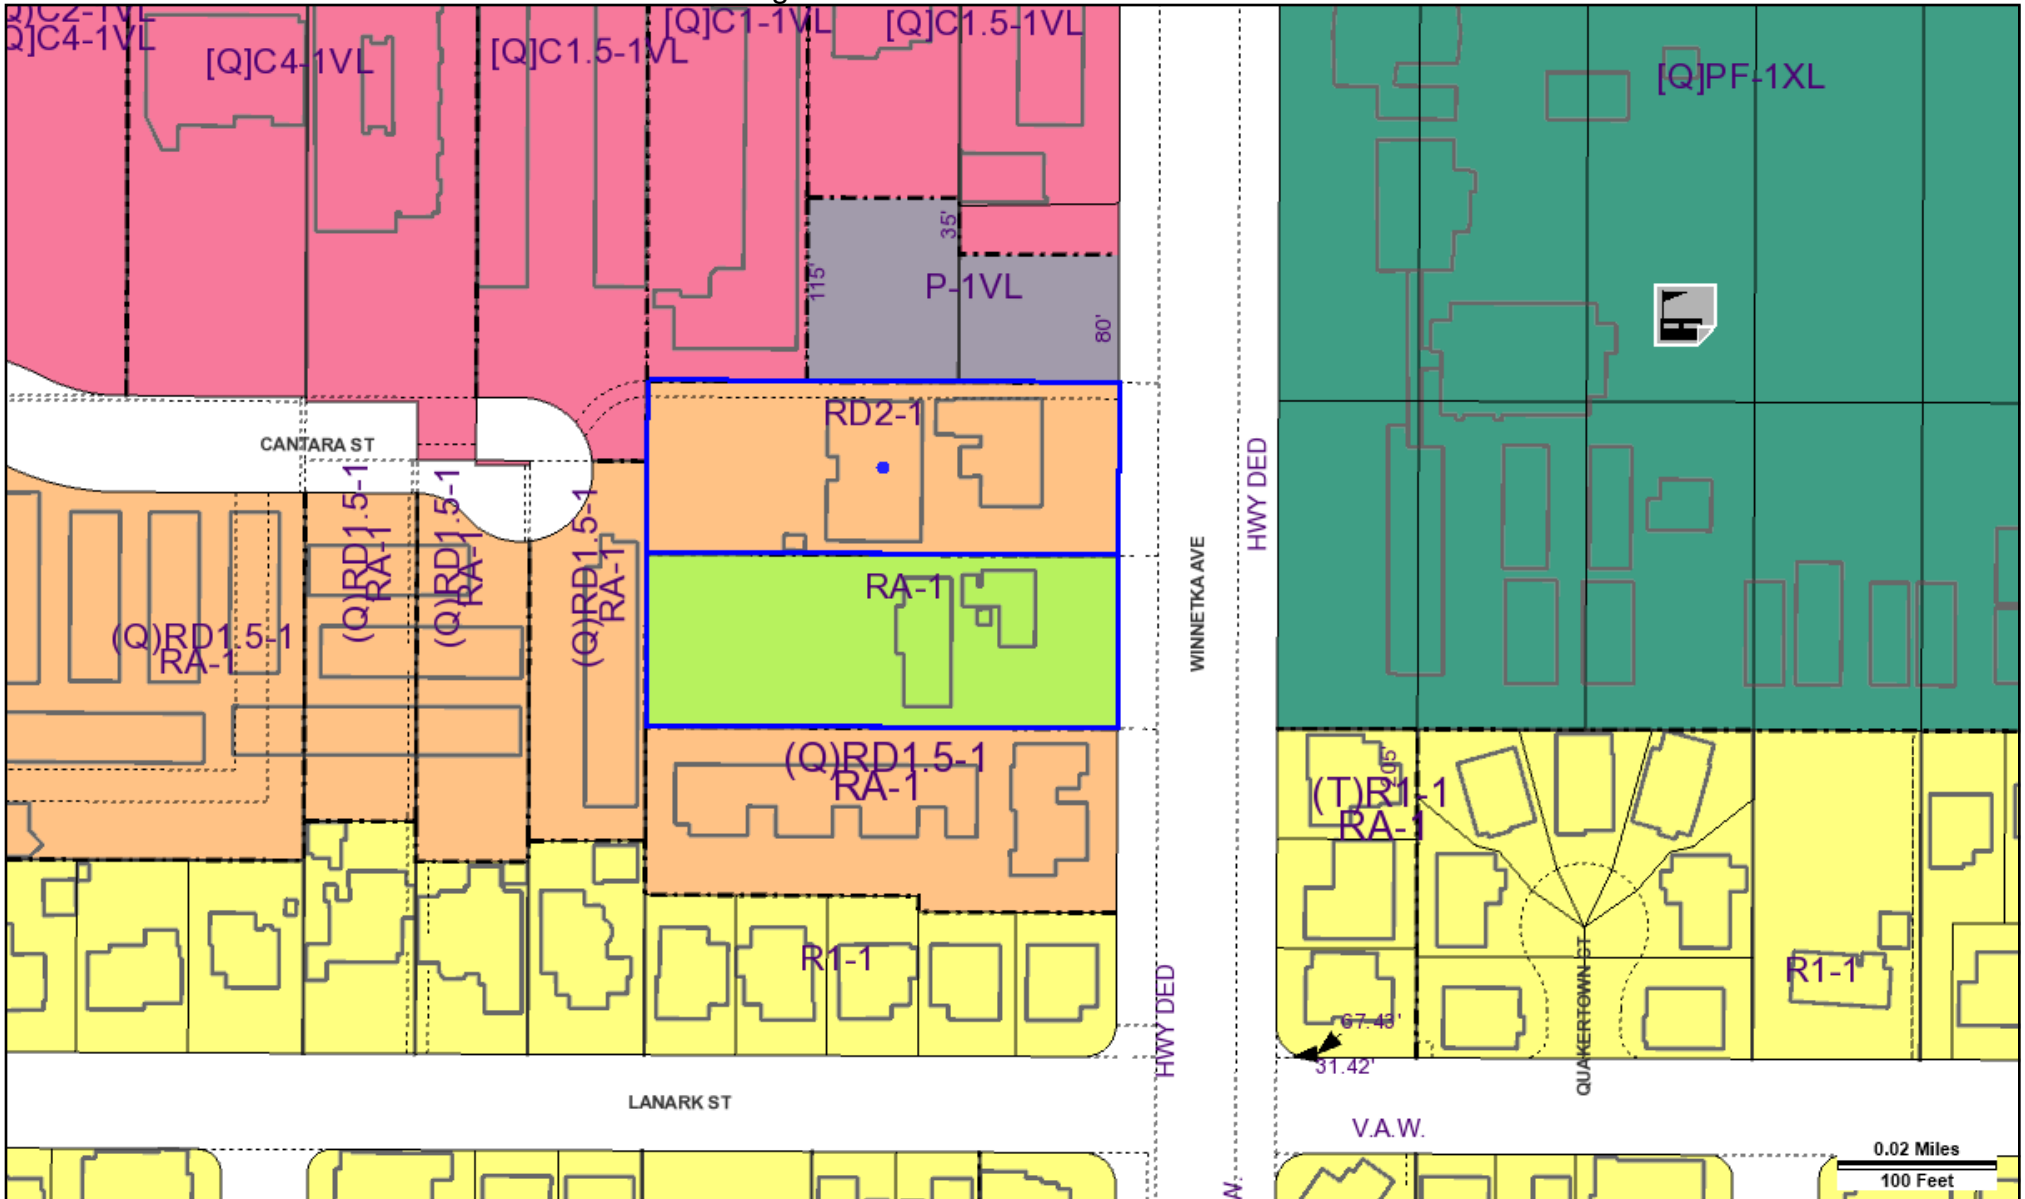 [Q]C4-1VL
[Q]C4-1VL
[Q]C1.5-1VL
[Q]C1-1VL
[Q]C1.5-1VL
[Q]PF-1XL
35'
115'
P-1VL
80'
H
CANTARA ST
RD2-1
HWY DED
WINNETKA AVE
(Q)RD1.5-1
RA-1
(Q)RD1.5-1
RA-1
(Q)RD1.5-1
RA-1
(Q)RD1.5-1
RA-1
RA-1
(Q)RD1.5-1
RA-1
(T)R1-1
RA-1
R1-1
R1-1
QUAKERTOWN ST
HWY DED
67.43'
31.42'
LANARK ST
V.A.W.
0.02 Miles
100 Feet